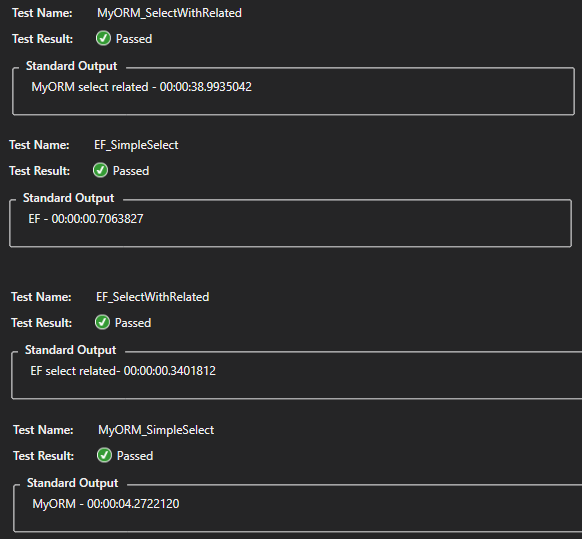 Test Name: MyORM_SelectWithRelated
Test Result: Passed
Standard Output
MyORM select related - 00:00:38.9935042
Test Name: EF_SimpleSelect
Test Result: Passed
Standard Output
EF - 00:00:00.7063827
Test Name: EF_SelectWithRelated
Test Result: Passed
Standard Output
EF select related- 00:00:00.3401812
Test Name: MyORM_SimpleSelect
Test Result: Passed
Standard Output
MyORM - 00:00:04.2722120